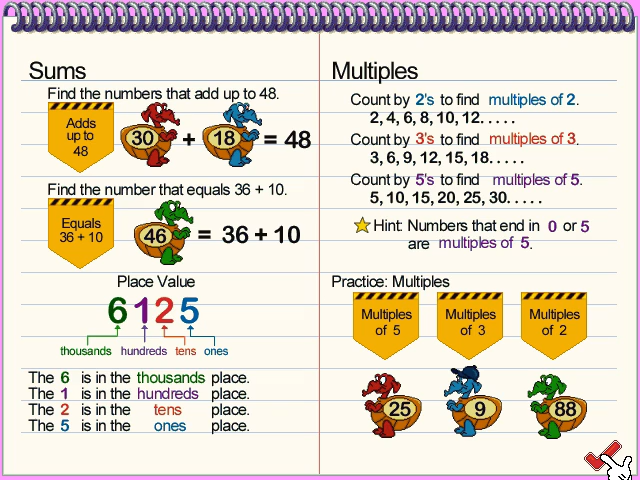 Sums
Find the numbers that add up to 48.
Adds
up to
48
30 + 18 = 48
Find the number that equals 36 + 10.
Equals
36 + 10
46 = 36 + 10
Place Value
6125
thousands hundreds tens ones
The 6 is in the thousands place.
The 1 is in the hundreds place.
The 2 is in the tens place.
The 5 is in the ones place.
Multiples
Count by 2's to find multiples of 2.
2, 4, 6, 8, 10, 12. . . . .
Count by 3's to find multiples of 3.
3, 6, 9, 12, 15, 18. . . . .
Count by 5's to find multiples of 5.
5, 10, 15, 20, 25, 30. . . . .
Hint: Numbers that end in 0 or 5
are multiples of 5.
Practice: Multiples
Multiples
of 5
Multiples
of 3
Multiples
of 2
25 9 88